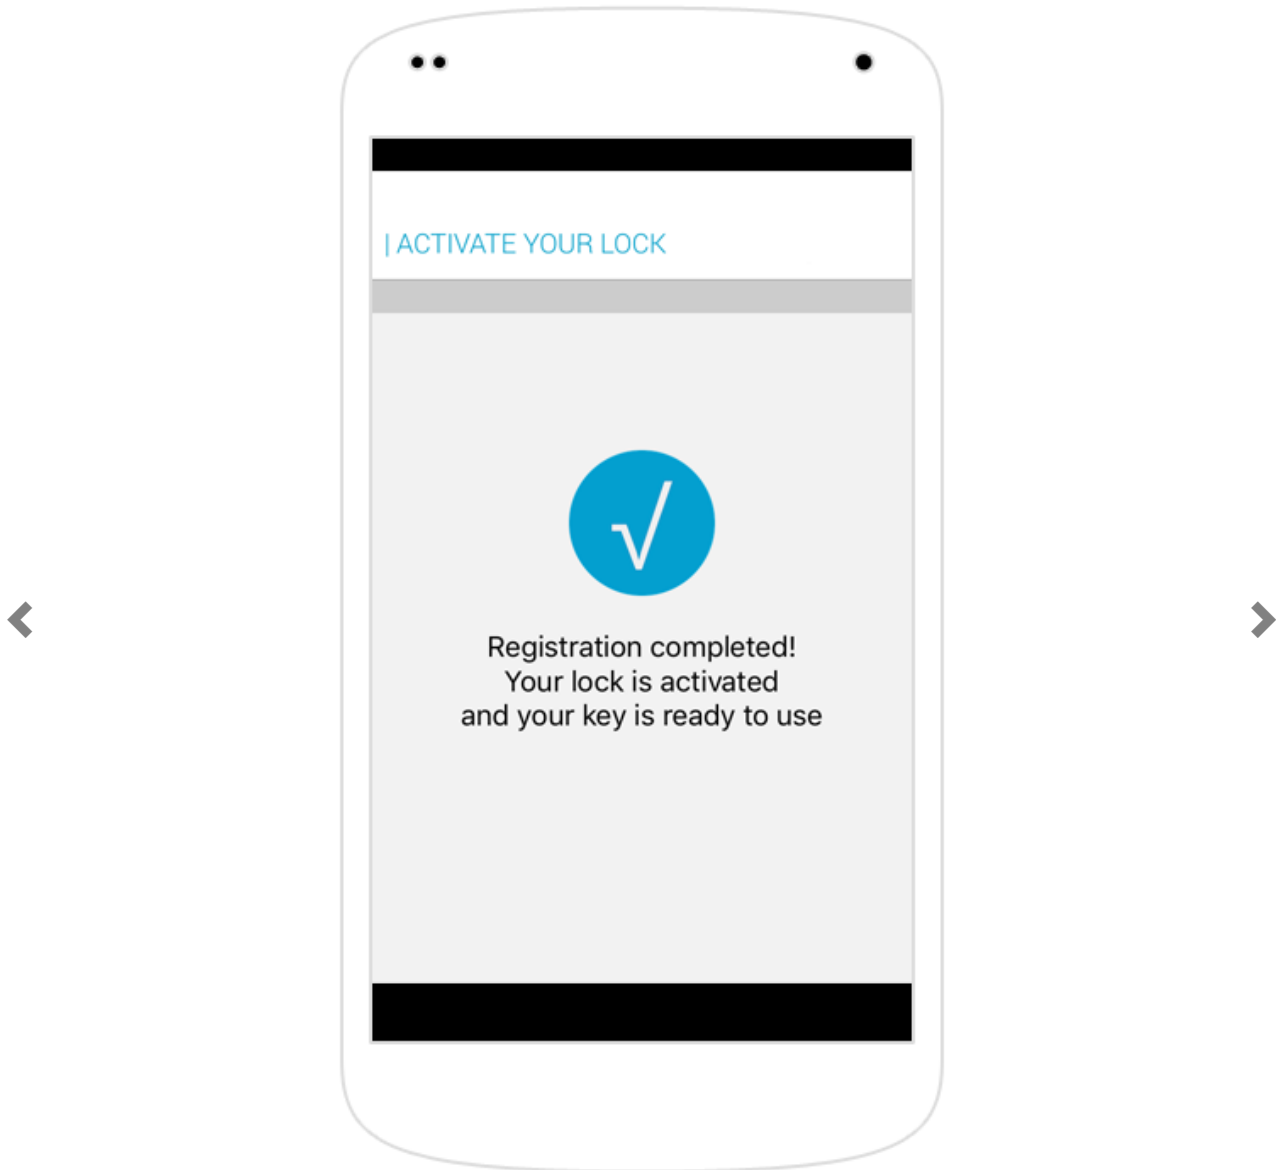 | ACTIVATE YOUR LOCK
√
Registration completed!
Your lock is activated
and your key is ready to use